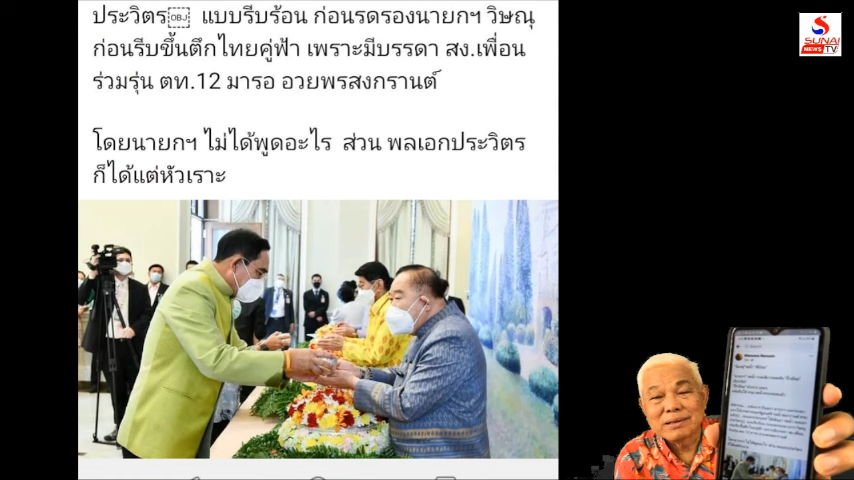 ประวิตร  แบบรีบร้อน ก่อนรดรองนายกฯ วิษณุ
ก่อนรีบขึ้นตึกไทยคู่ฟ้า เพราะมีบรรดา สง.เพื่อน
ร่วมรุ่น ตท.12 มารอ อวยพรสงกรานต์
โดยนายกฯ ไม่ได้พูดอะไร  ส่วน พลเอกประวิตร
ก็ได้แต่หัวเราะ
SUNAI
NEWS TV